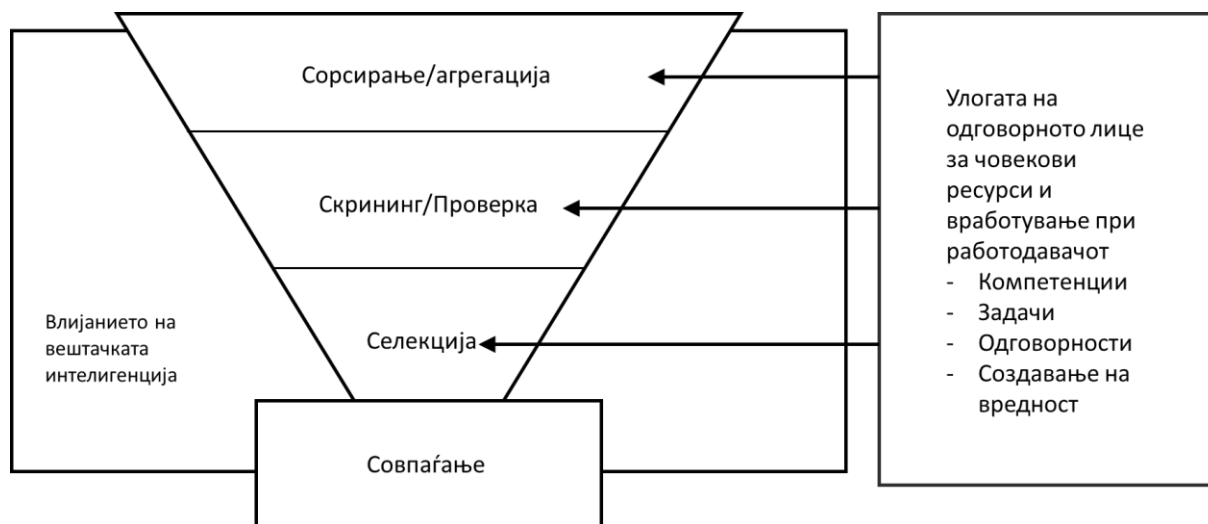 Сорсирање/агрегација
Скрининг/Проверка
Селекција
Совпаѓање
Влијанието на
вештачката
интелигенција
Улогата на
одговорното лице
за човекови
ресурси и
вработување при
работодавачот
- Компетенции
- Задачи
- Одговорности
- Создавање на
вредност